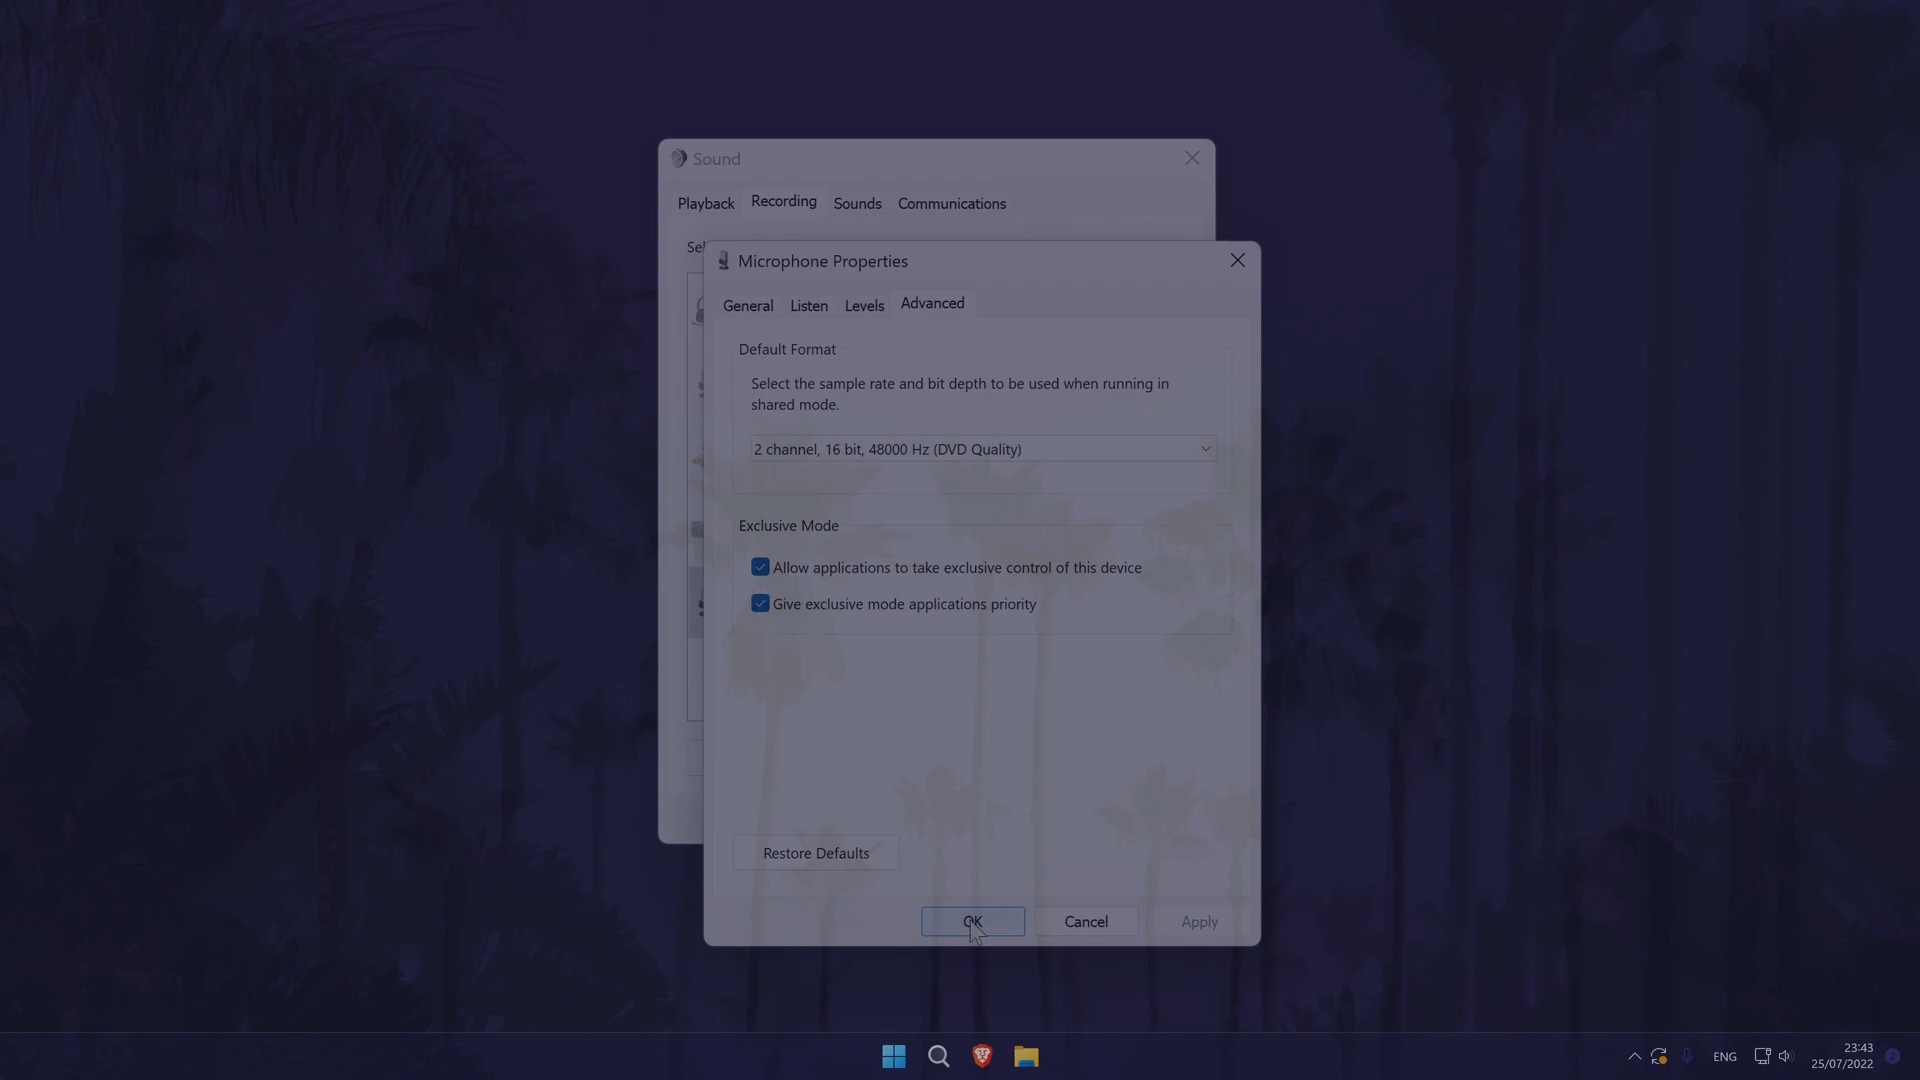 Sound
Playback Recording Sounds Communications
Sel
Microphone Properties
General Listen Levels Advanced
Default Format
Select the sample rate and bit depth to be used when running in
shared mode.
2 channel, 16 bit, 48000 Hz (DVD Quality)
Exclusive Mode
Allow applications to take exclusive control of this device
Give exclusive mode applications priority
Restore Defaults
OK Cancel Apply
ENG
23:43
25/07/2022
2